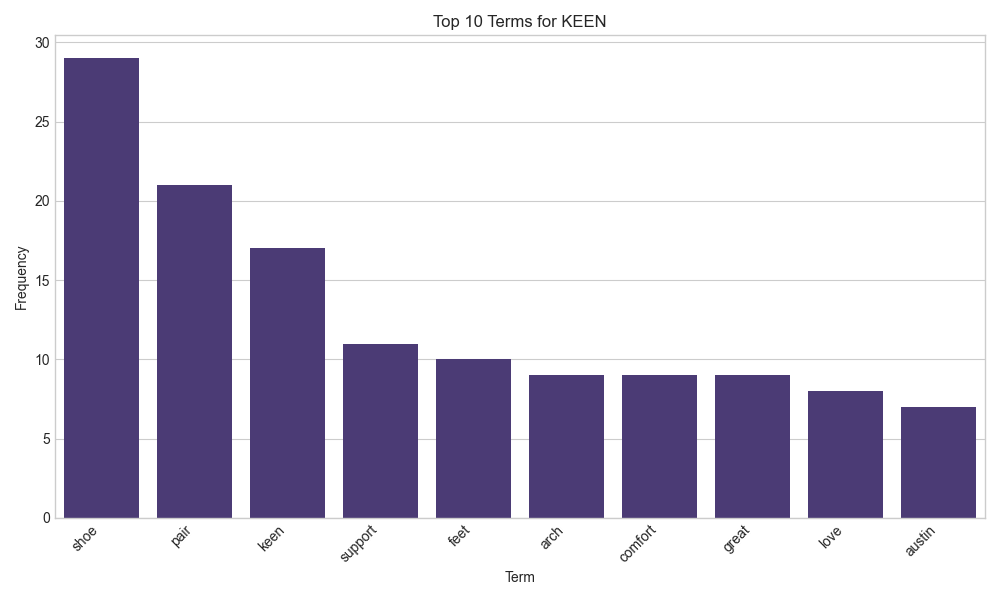 Top 10 Terms for KEEN
30
25
20
15
10
5
0
Frequency
shoe
pair
keen
support
feet
arch
comfort
great
love
austin
Term